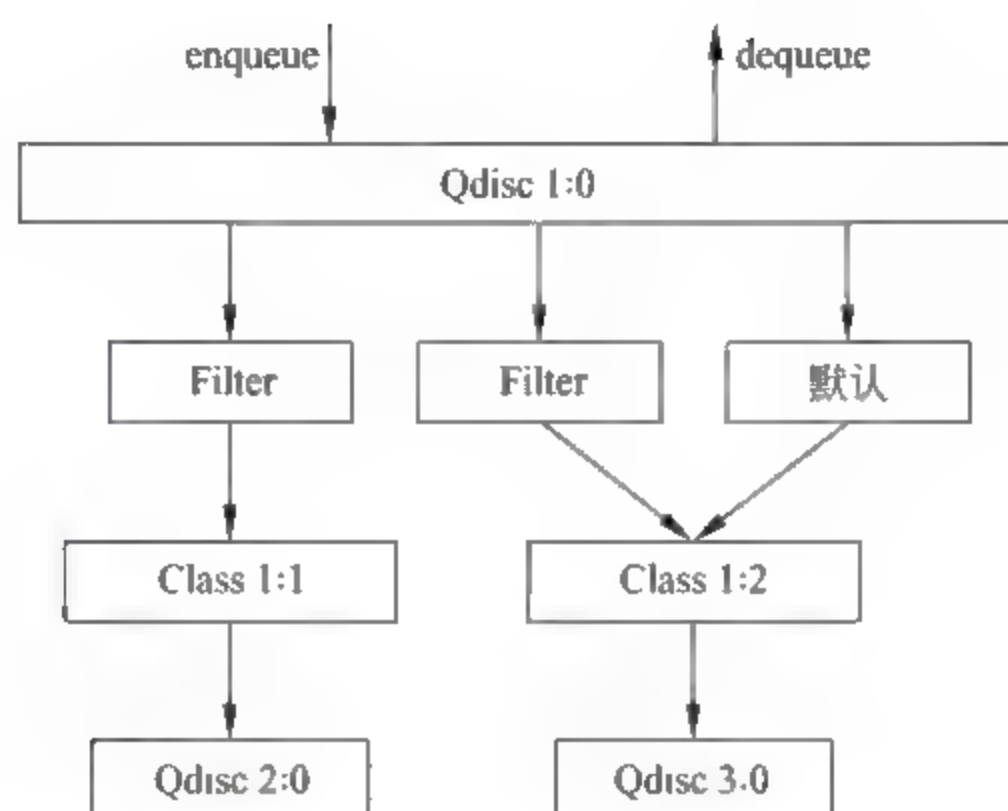 enqueue
dequeue
Qdisc 1:0
Filter
Filter
默认
Class 1:1
Class 1:2
Qdisc 2:0
Qdisc 3.0